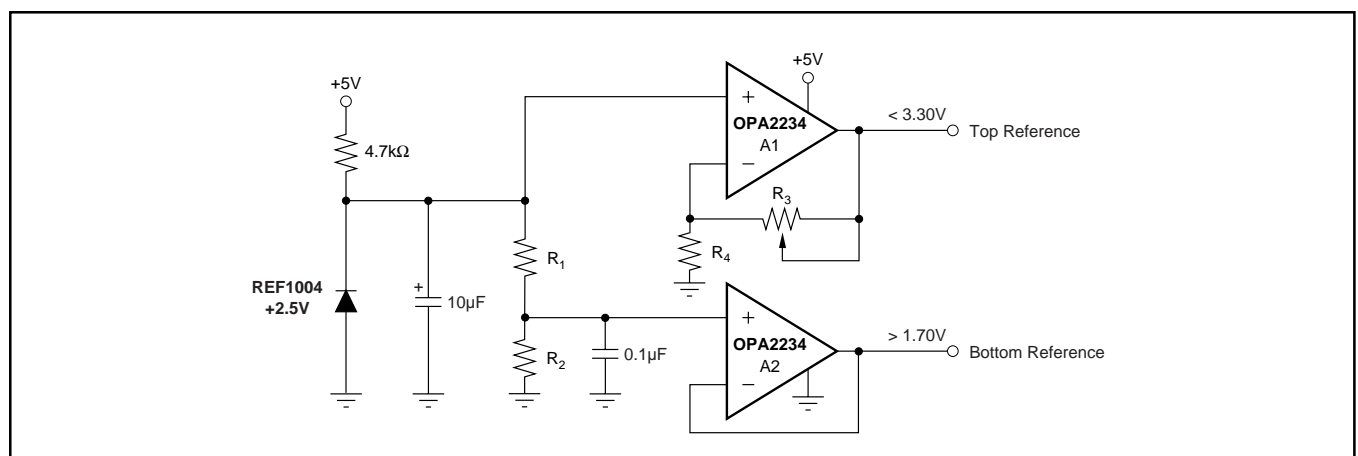 +5V
4.7kΩ
REF1004
+2.5V
+
10µF
R1
R2
0.1µF
+5V
+
OPA2234
A1
−
R3
R4
< 3.30V
Top Reference
+
OPA2234
A2
−
> 1.70V
Bottom Reference